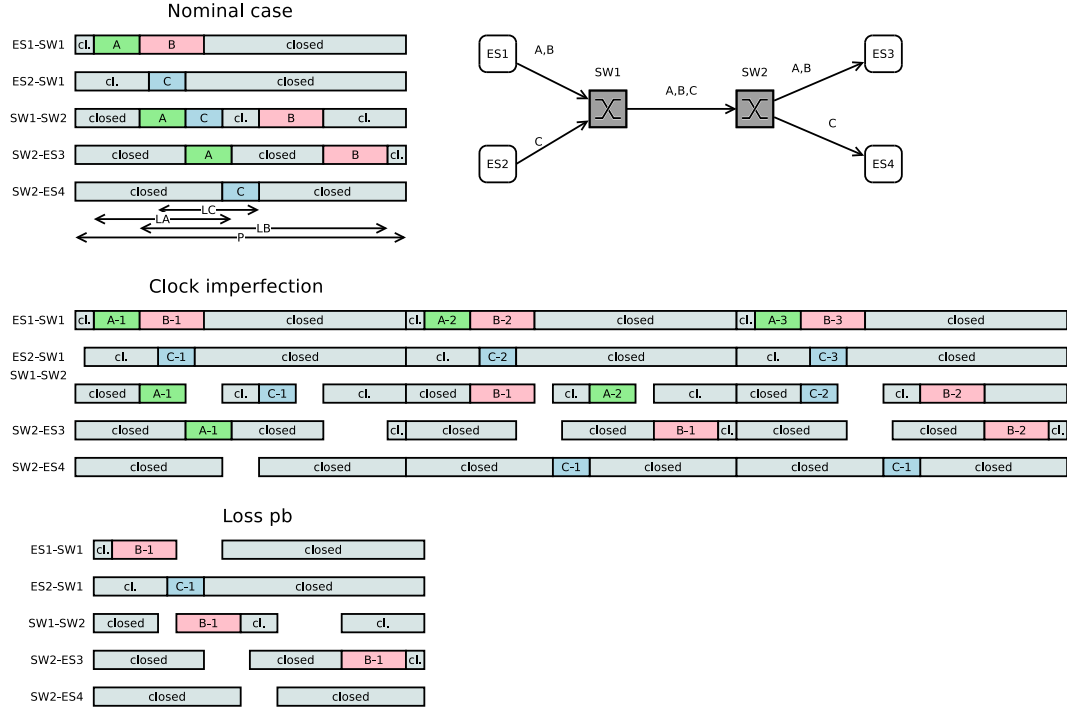 Nominal case
ES1-SW1 cl. A B closed
ES2-SW1 cl. C closed
SW1-SW2 closed A C cl. B cl.
SW2-ES3 closed A closed B cl.
SW2-ES4 closed C closed
LC
LA
LB
P
ES1 A,B ES3
SW1 SW2 A,B
A,B,C
C C
ES2 ES4
Clock imperfection
ES1-SW1 cl. A-1 B-1 closed cl. A-2 B-2 closed cl. A-3 B-3 closed
ES2-SW1 cl. C-1 closed cl. C-2 closed cl. C-3 closed
SW1-SW2 closed A-1 cl. C-1 cl. closed B-1 cl. A-2 cl. closed C-2 cl. B-2
SW2-ES3 closed A-1 closed cl. closed closed B-1 cl. closed closed B-2 cl.
SW2-ES4 closed closed closed C-1 closed closed C-1 closed
Loss pb
ES1-SW1 cl. B-1 closed
ES2-SW1 cl. C-1 closed
SW1-SW2 closed B-1 cl. cl.
SW2-ES3 closed closed B-1 cl.
SW2-ES4 closed closed